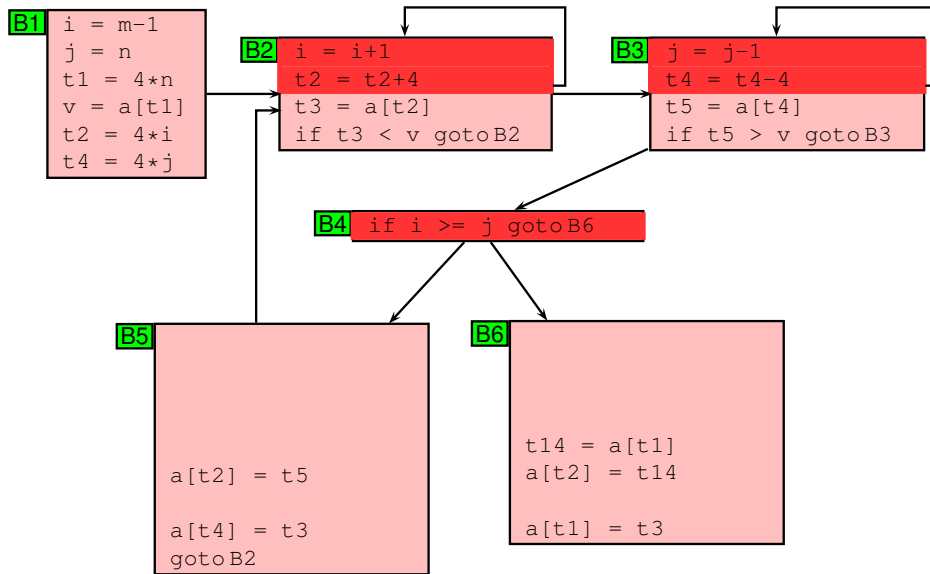 B1
i = m-1
j = n
t1 = 4*n
v = a[t1]
t2 = 4*i
t4 = 4*j
B2
i = i+1
t2 = t2+4
t3 = a[t2]
if t3 < v goto B2
B3
j = j-1
t4 = t4-4
t5 = a[t4]
if t5 > v goto B3
B4
if i >= j goto B6
B5
a[t2] = t5
a[t4] = t3
goto B2
B6
t14 = a[t1]
a[t2] = t14
a[t1] = t3